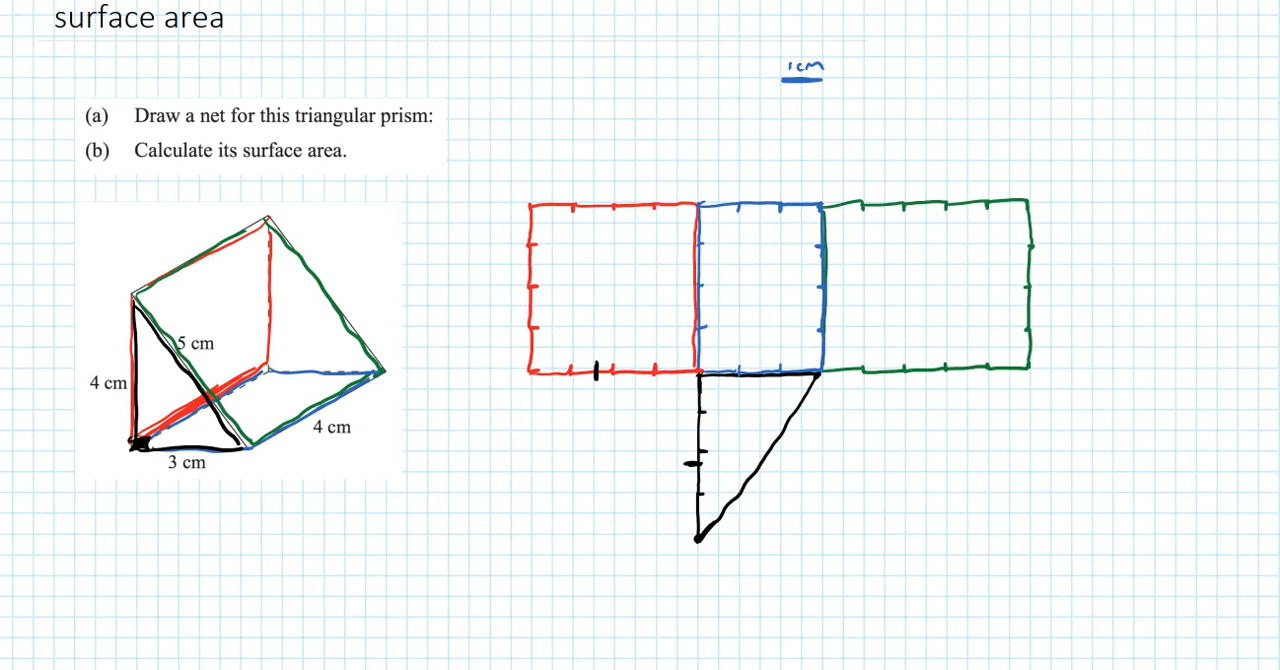 surface area
1cm
(a) Draw a net for this triangular prism:
(b) Calculate its surface area.
5 cm
4 cm
4 cm
3 cm